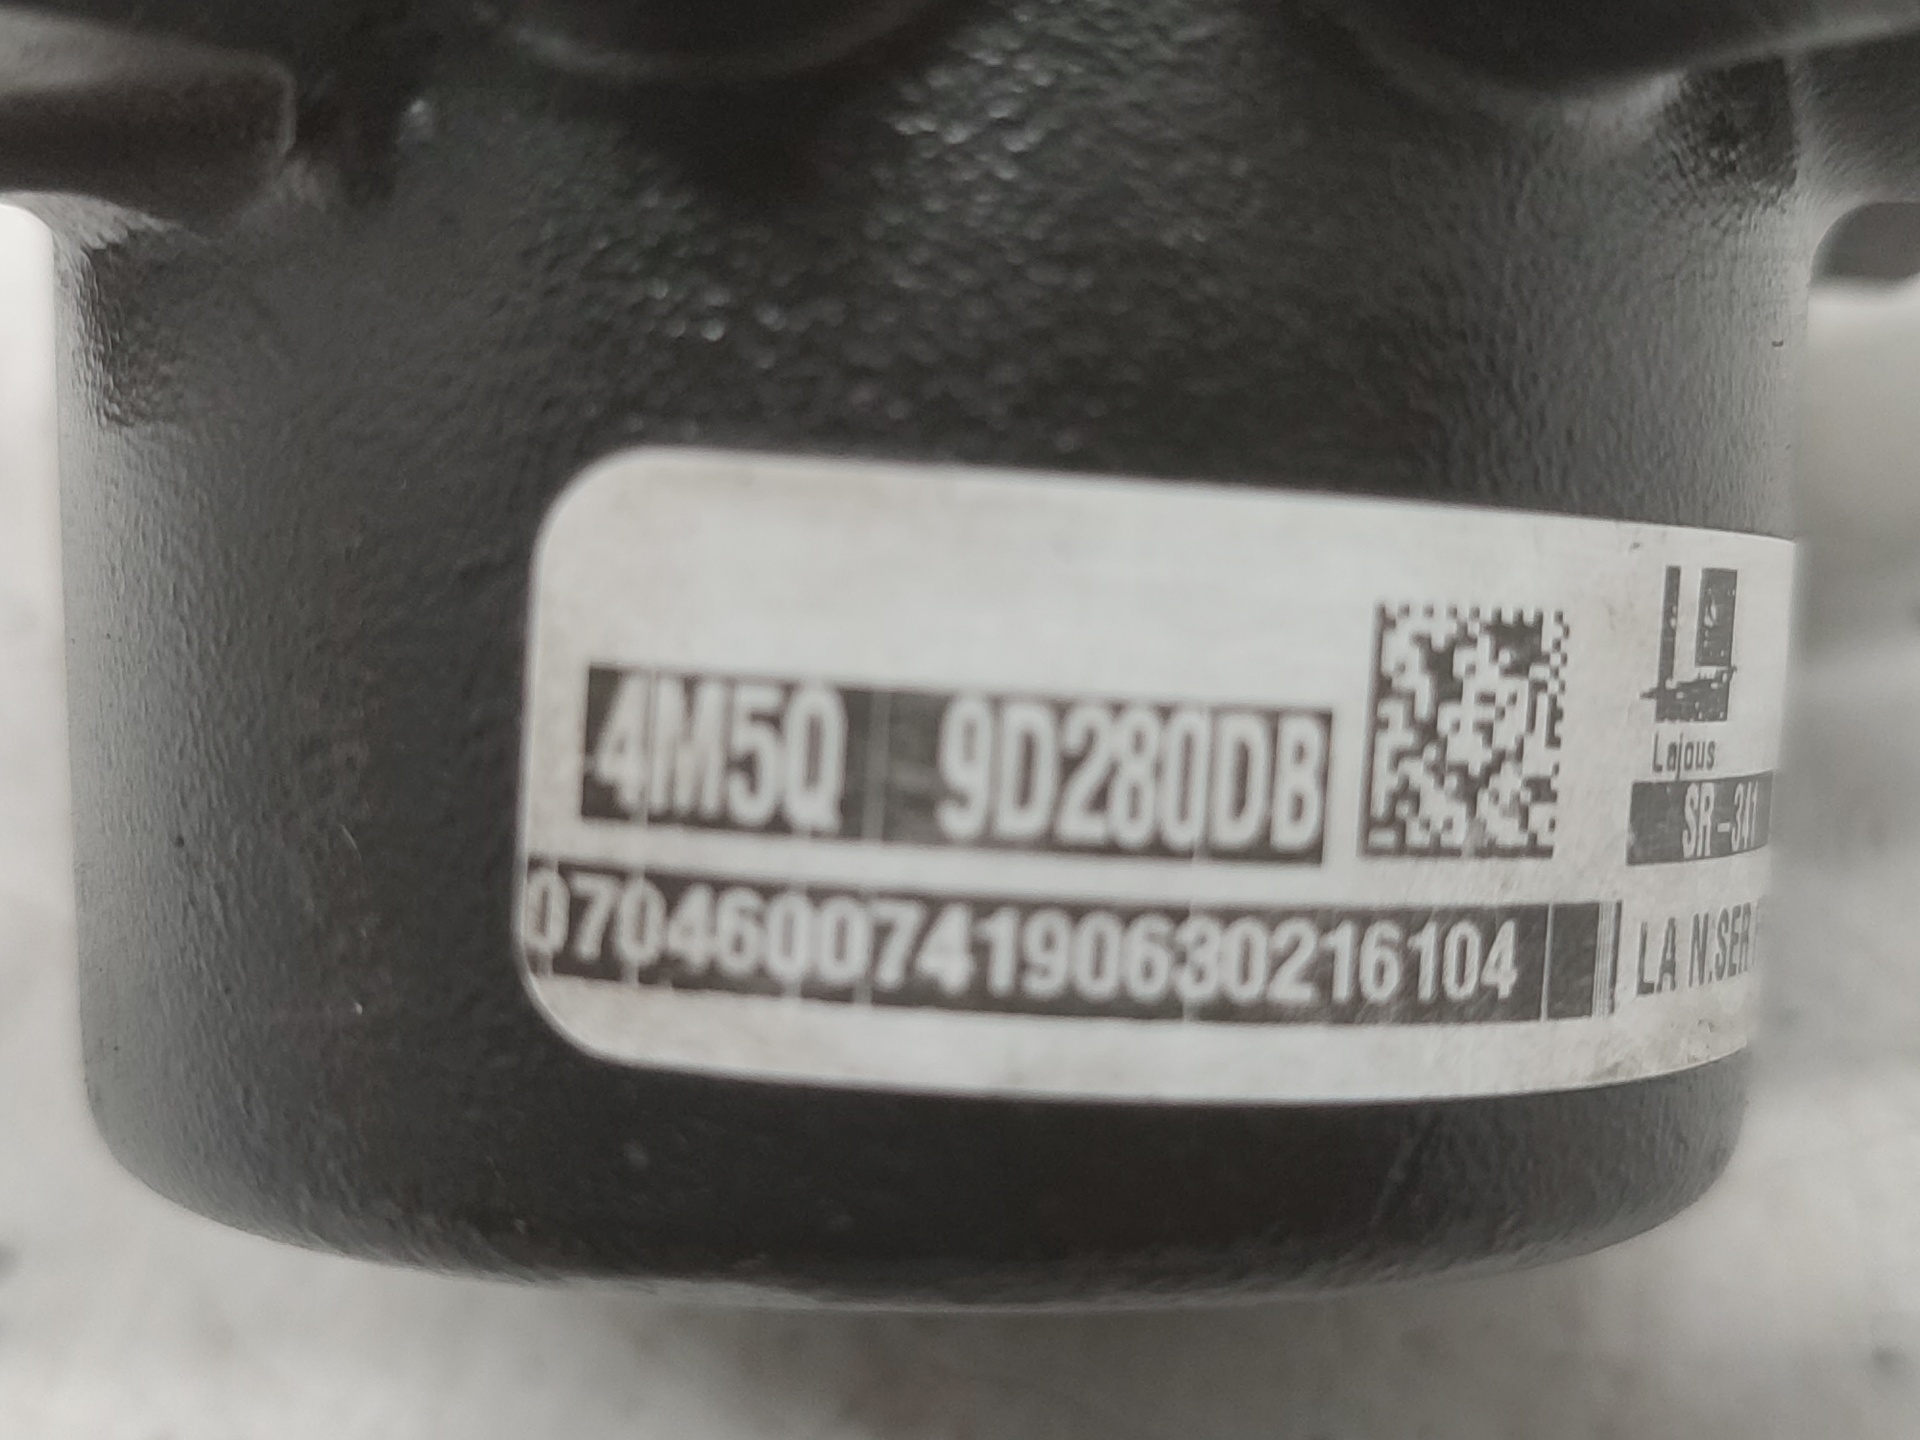 4M5Q 9D280DB
070460074190630216104
Lajous
SR-341
LA N.SER